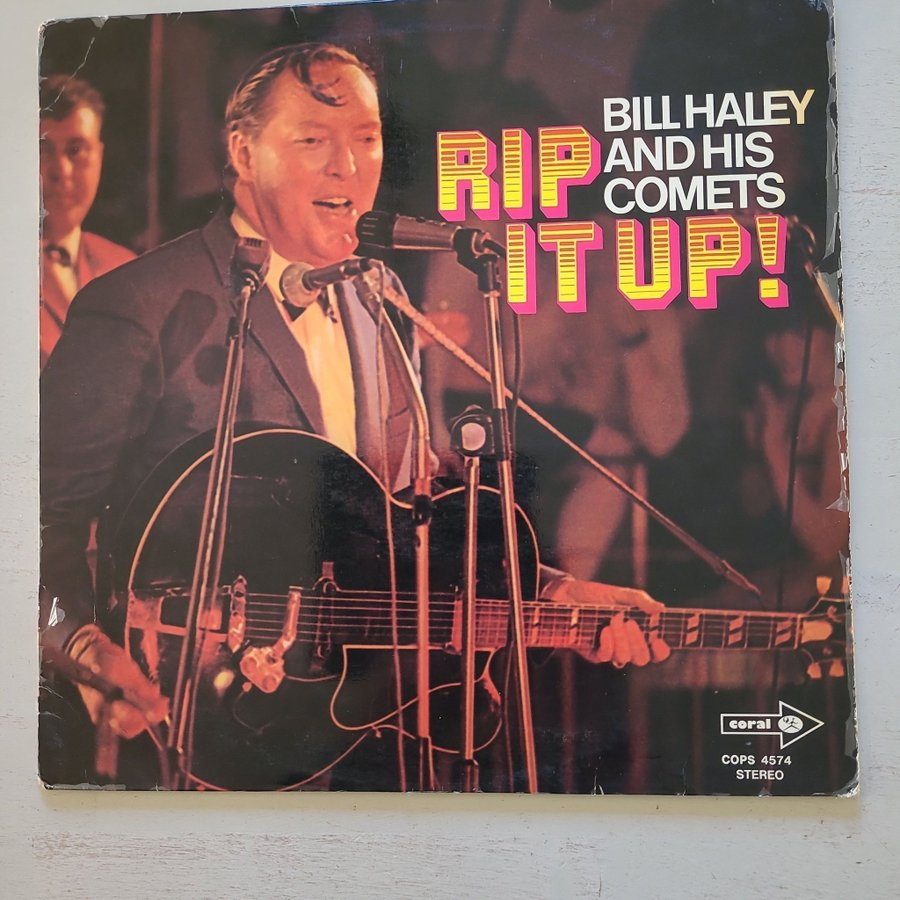 BILL HALEY
AND HIS
COMETS
RIP
IT UP!
coral
COPS 4574
STEREO